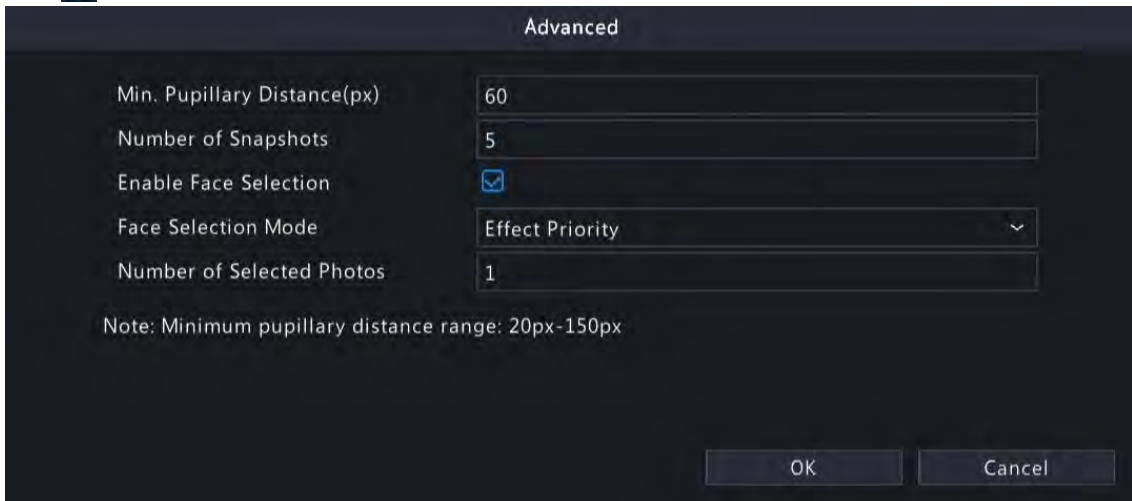 Advanced
Min. Pupillary Distance(px) 60
Number of Snapshots 5
Enable Face Selection
Face Selection Mode Effect Priority
Number of Selected Photos 1
Note: Minimum pupillary distance range: 20px-150px
OK Cancel